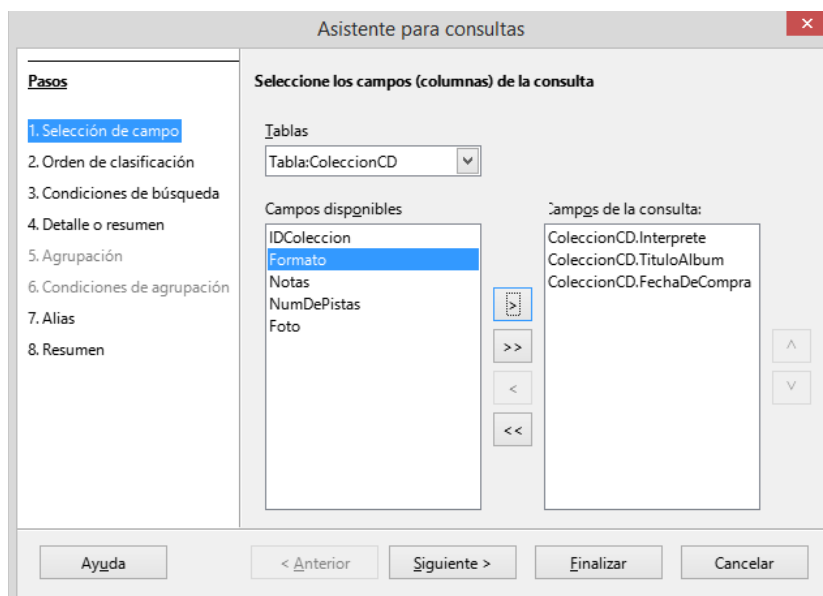 Asistente para consultas
Pasos
1. Selección de campo
2. Orden de clasificación
3. Condiciones de búsqueda
4. Detalle o resumen
5. Agrupación
6. Condiciones de agrupación
7. Alias
8. Resumen
Seleccione los campos (columnas) de la consulta
Tablas
Tabla:ColeccionCD
Campos disponibles
IDColeccion
Formato
Notas
NumDePistas
Foto
>
>>
<
<<
Campos de la consulta:
ColeccionCD.Interprete
ColeccionCD.TituloAlbum
ColeccionCD.FechaDeCompra
Ayuda
< Anterior
Siguiente >
Finalizar
Cancelar